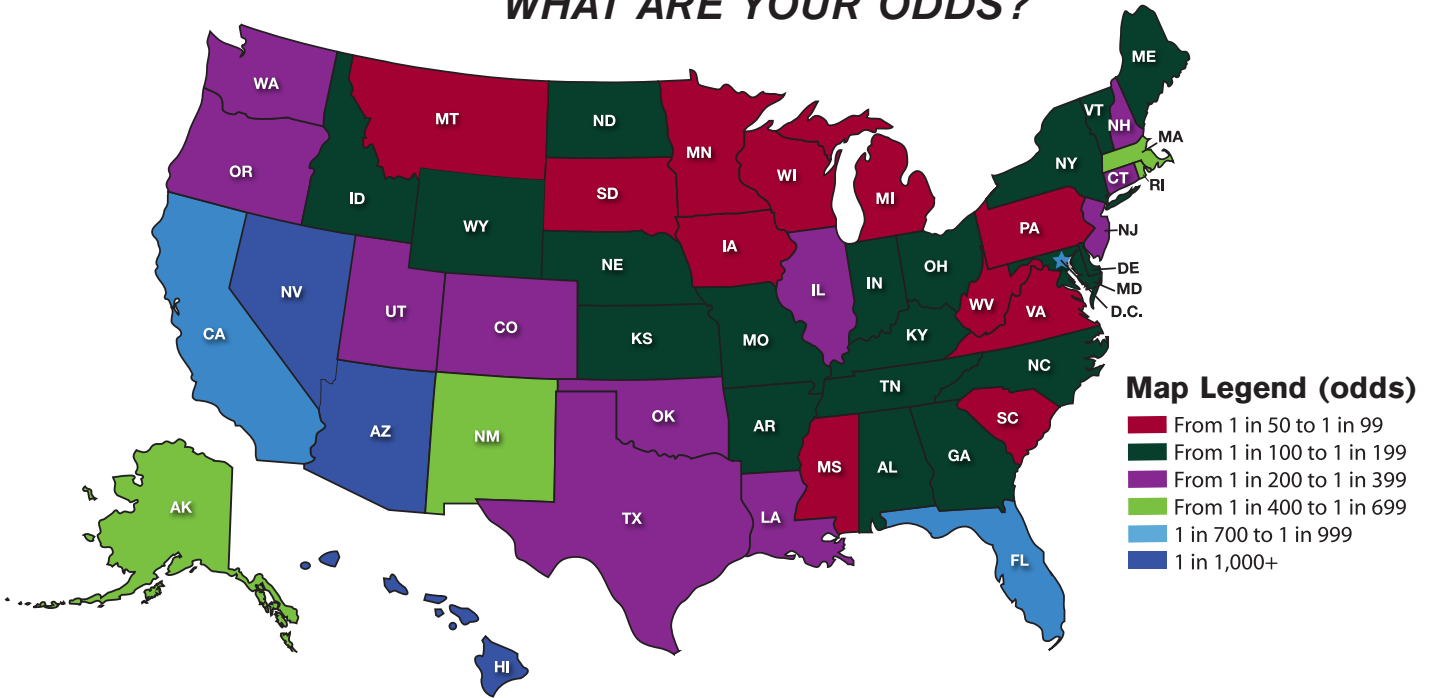 WHAT ARE YOUR ODDS?
WA
MT
ND
MN
ME
VT
NH
MA
OR
ID
WY
SD
WI
MI
NY
CT
RI
NE
IA
PA
NJ
NV
UT
CO
KS
MO
IL
IN
OH
DE
MD
D.C.
WV
VA
CA
KY
NC
TN
AZ
NM
OK
AR
SC
MS
AL
GA
AK
TX
LA
FL
HI
Map Legend (odds)
From 1 in 50 to 1 in 99
From 1 in 100 to 1 in 199
From 1 in 200 to 1 in 399
From 1 in 400 to 1 in 699
1 in 700 to 1 in 999
1 in 1,000+